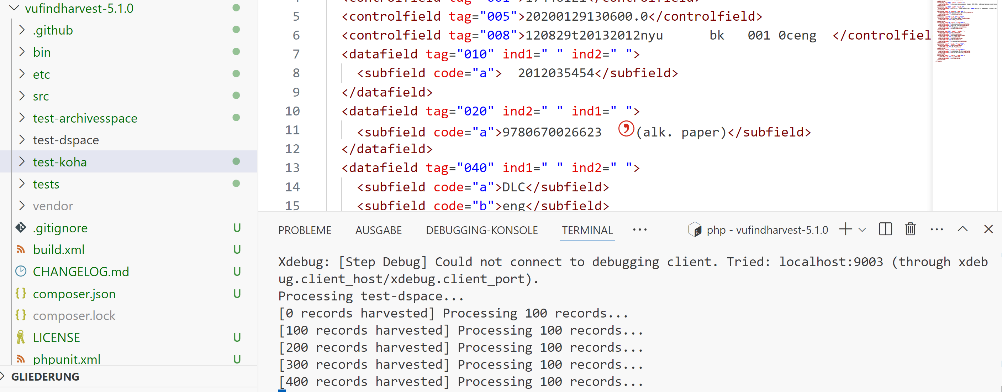 vufindharvest-5.1.0
.github
bin
etc
src
test-archivesspace
test-dspace
test-koha
tests
vendor
.gitignore U
build.xml U
CHANGELOG.md U
composer.json U
composer.lock
LICENSE U
phpunit.xml U
GLIEDERUNG
5 <controlfield tag="005">20200129130600.0</controlfield>
6 <controlfield tag="008">120829t20132012nyu      bk   001 0ceng  </controlfiel
7 <datafield tag="010" ind2=" " ind1=" ">
8 <subfield code="a">  2012035454</subfield>
9 </datafield>
10 <datafield tag="020" ind2=" " ind1=" ">
11 <subfield code="a">9780670026623  (alk. paper)</subfield>
12 </datafield>
13 <datafield tag="040" ind1=" " ind2=" ">
14 <subfield code="a">DLC</subfield>
15 <subfield code="b">eng</subfield>
PROBLEME AUSGABE DEBUGGING-KONSOLE TERMINAL ··· php - vufindharvest-5.1.0
Xdebug: [Step Debug] Could not connect to debugging client. Tried: localhost:9003 (through xdeb
ug.client_host/xdebug.client_port).
Processing test-dspace...
[0 records harvested] Processing 100 records...
[100 records harvested] Processing 100 records...
[200 records harvested] Processing 100 records...
[300 records harvested] Processing 100 records...
[400 records harvested] Processing 100 records...